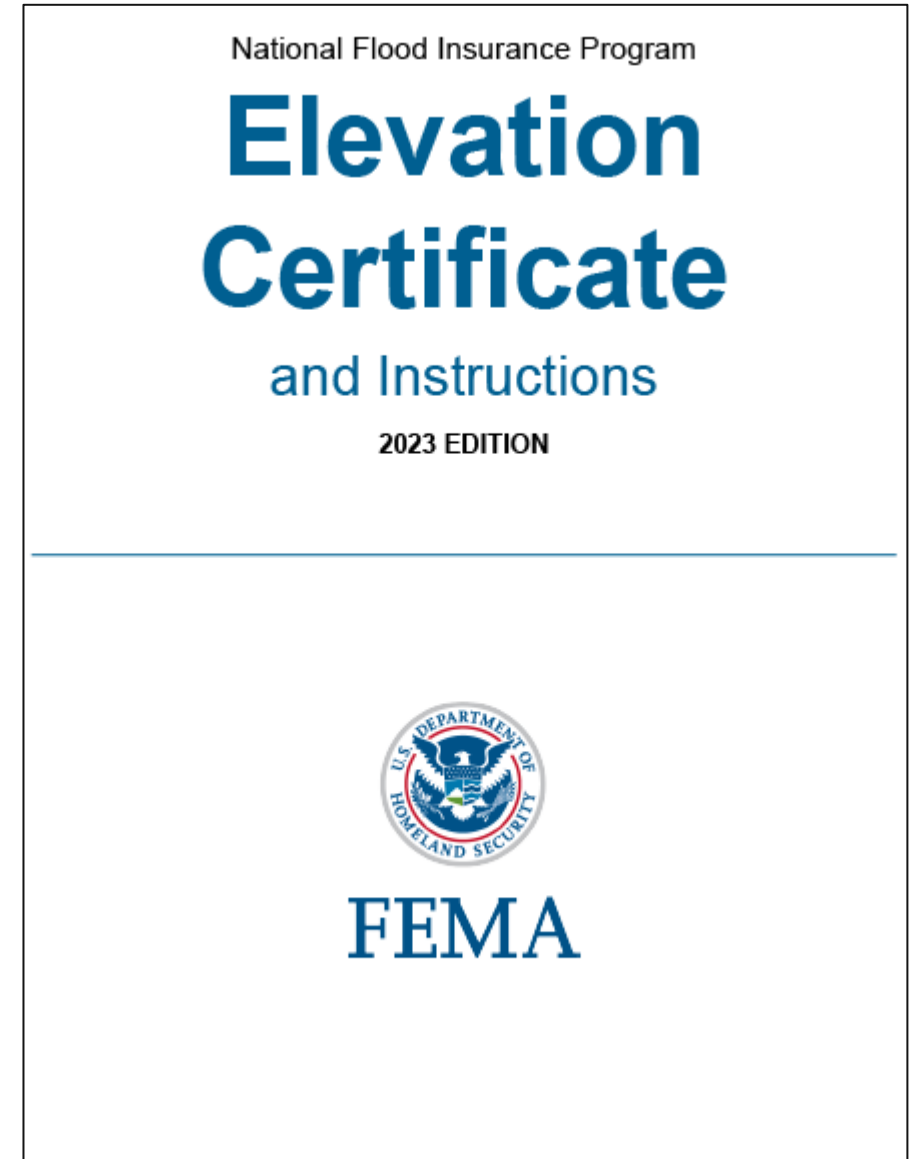 National Flood Insurance Program
Elevation
Certificate
and Instructions
2023 EDITION
U.S. DEPARTMENT OF
HOMELAND SECURITY
FEMA